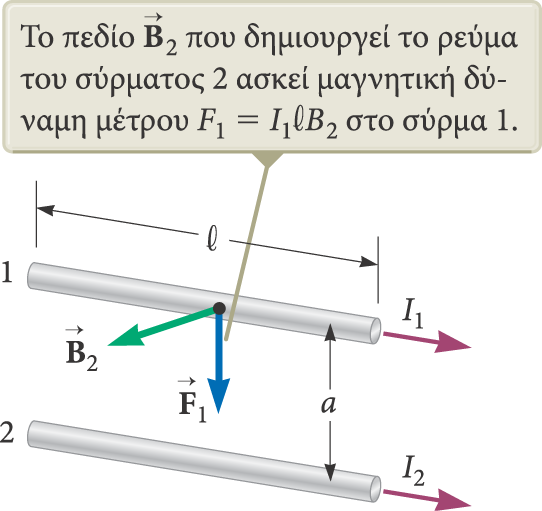 Το πεδίο B⃗₂ που δημιουργεί το ρεύμα
του σύρματος 2 ασκεί μαγνητική δύ-
ναμη μέτρου F₁ = I₁ℓB₂ στο σύρμα 1.
ℓ
1
I₁
B⃗₂
F⃗₁
a
2
I₂